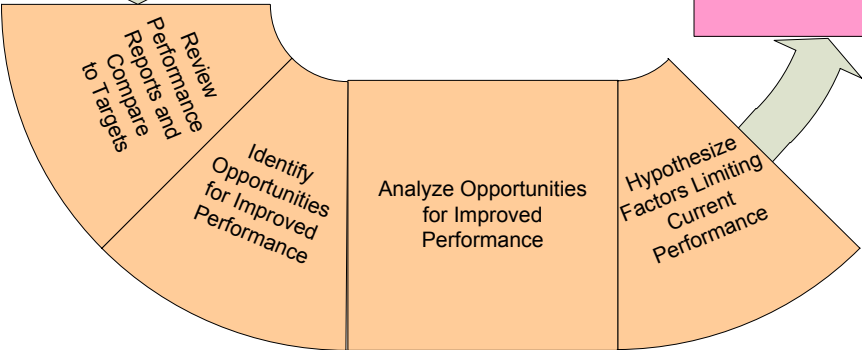 Review
Performance
Reports and
Compare
to Targets
Identify
Opportunities
for Improved
Performance
Analyze Opportunities
for Improved
Performance
Hypothesize
Factors Limiting
Current
Performance